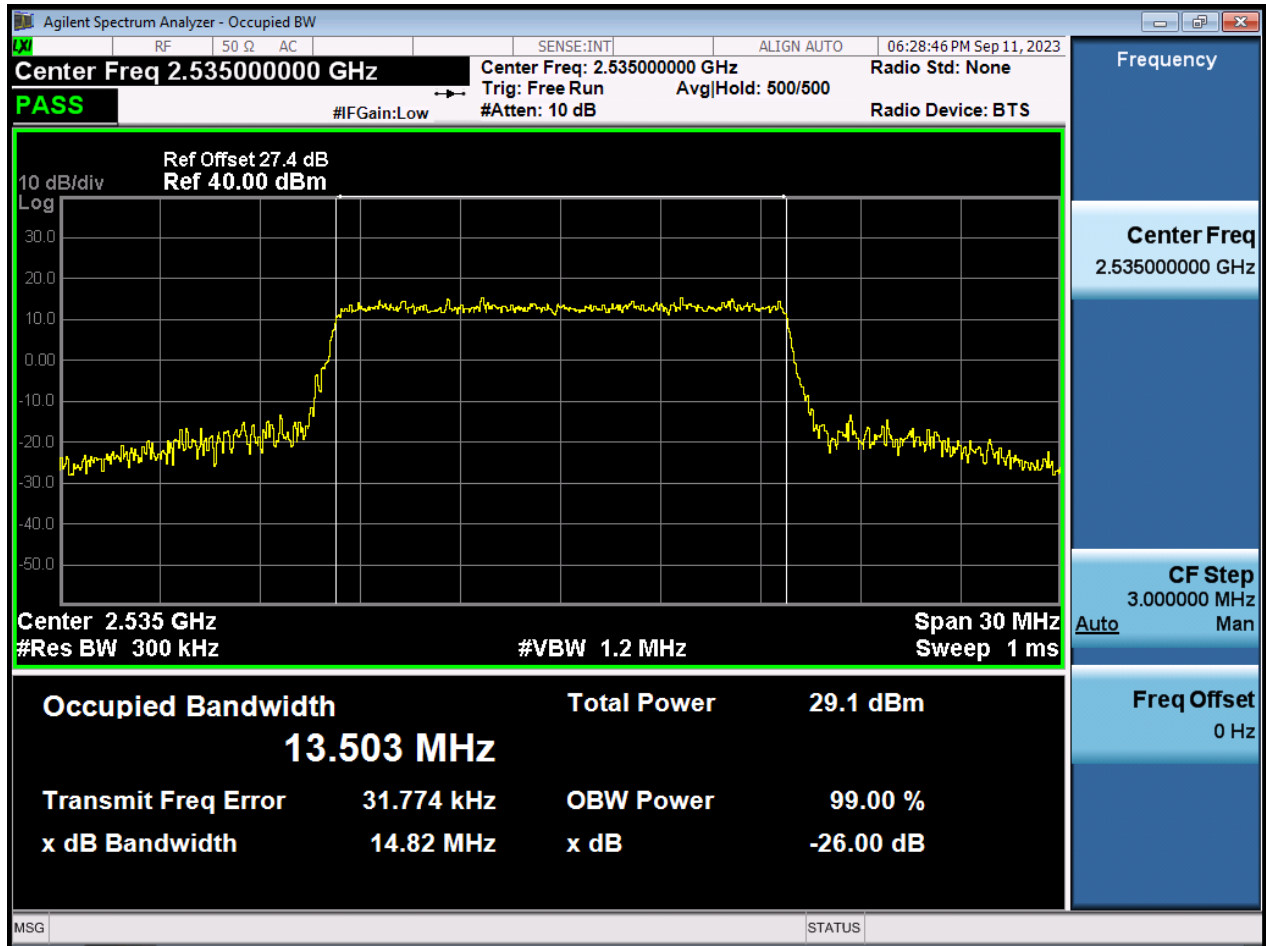 Agilent Spectrum Analyzer - Occupied BW
LXI RF 50 Ω AC SENSE:INT ALIGN AUTO 06:28:46 PM Sep 11, 2023
Center Freq 2.535000000 GHz
PASS
#IFGain:Low
Center Freq: 2.535000000 GHz
Trig: Free Run Avg|Hold: 500/500
#Atten: 10 dB
Radio Std: None
Radio Device: BTS
Ref Offset 27.4 dB
10 dB/div Ref 40.00 dBm
Log
30.0
20.0
10.0
0.00
-10.0
-20.0
-30.0
-40.0
-50.0
Center 2.535 GHz Span 30 MHz
#Res BW 300 kHz #VBW 1.2 MHz Sweep 1 ms
Occupied Bandwidth Total Power 29.1 dBm
13.503 MHz
Transmit Freq Error 31.774 kHz OBW Power 99.00 %
x dB Bandwidth 14.82 MHz x dB -26.00 dB
Frequency
Center Freq
2.535000000 GHz
CF Step
3.000000 MHz
Auto Man
Freq Offset
0 Hz
MSG STATUS